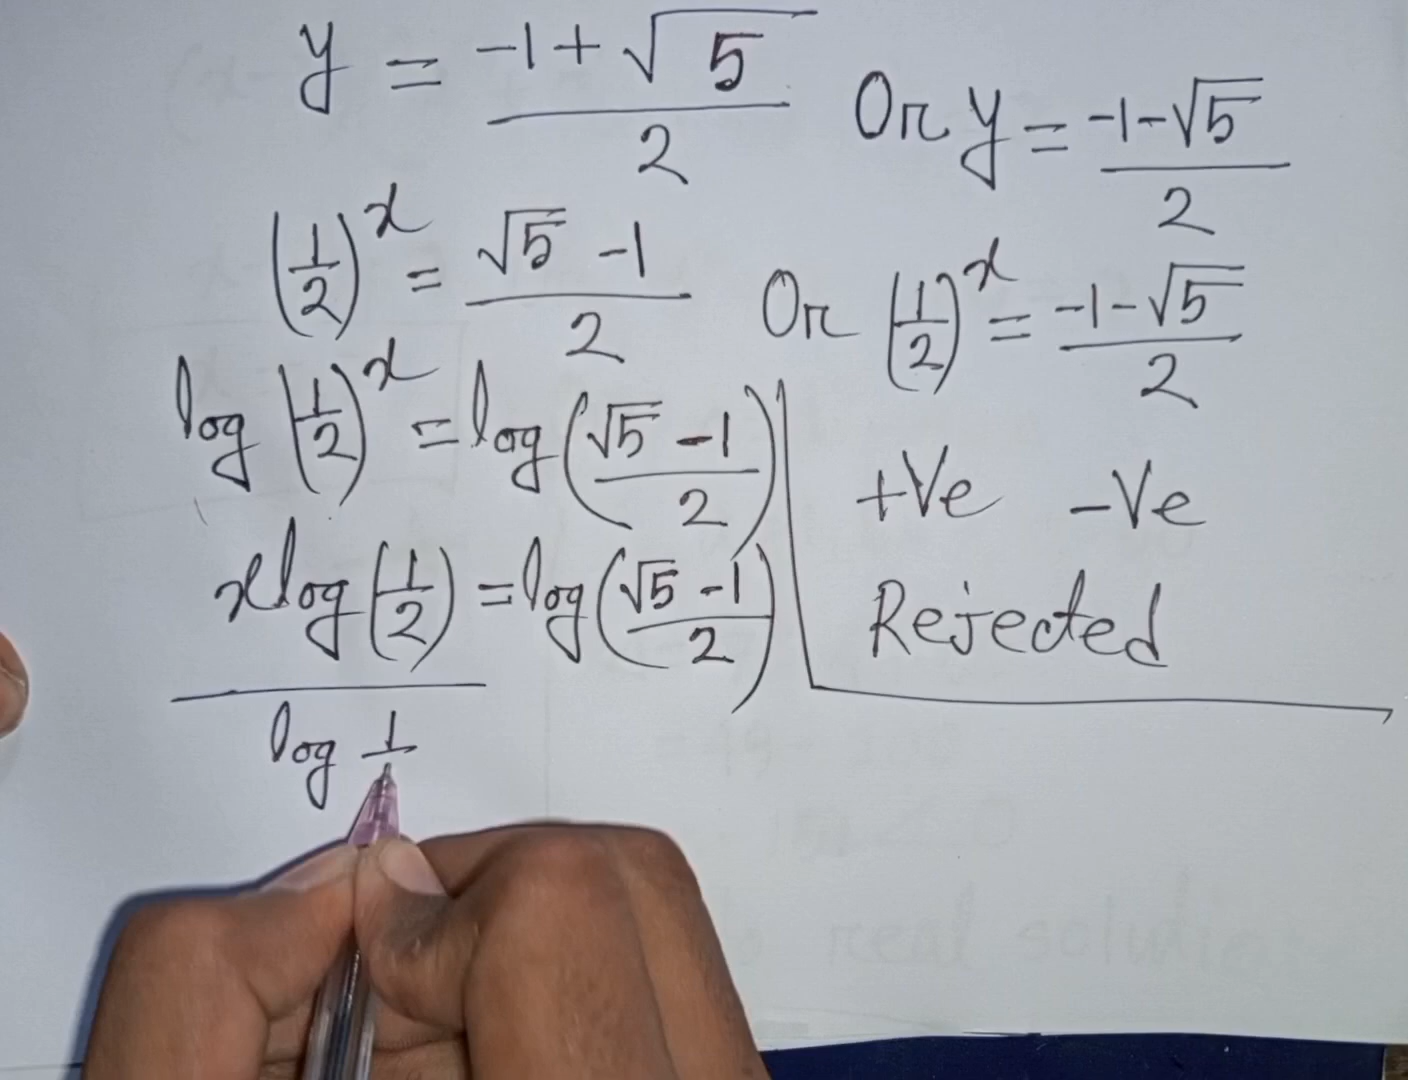 y = (-1+√5)/2 Or y = (-1-√5)/2
(1/2)^x = (√5 -1)/2 Or (1/2)^x = (-1-√5)/2
log (1/2)^x = log ((√5 -1)/2)
+Ve -Ve
x log (1/2) = log ((√5 -1)/2)
Rejected
log 1